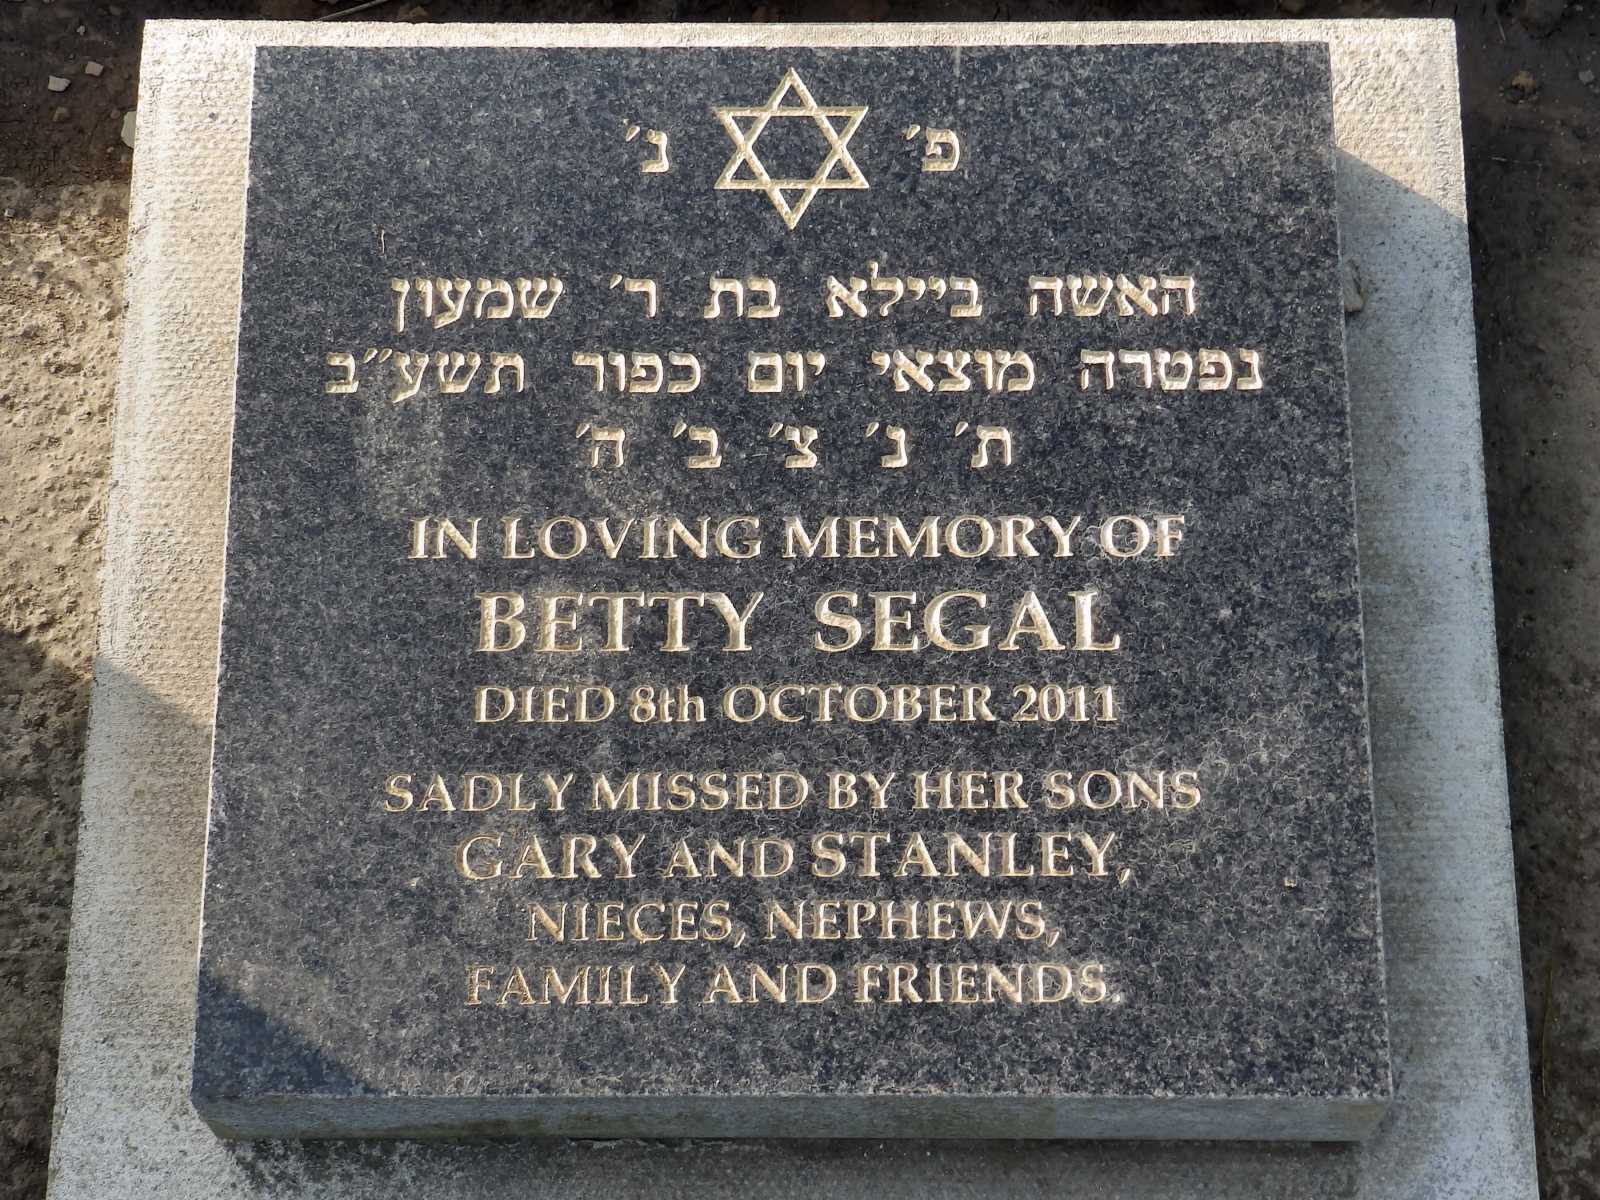 פ׳ נ׳
האשה ביילא בת ר׳ שמעון
נפטרה מוצאי יום כפור תשע״ב
ת׳ נ׳ צ׳ ב׳ ה׳
IN LOVING MEMORY OF
BETTY SEGAL
DIED 8th OCTOBER 2011
SADLY MISSED BY HER SONS
GARY AND STANLEY,
NIECES, NEPHEWS,
FAMILY AND FRIENDS.